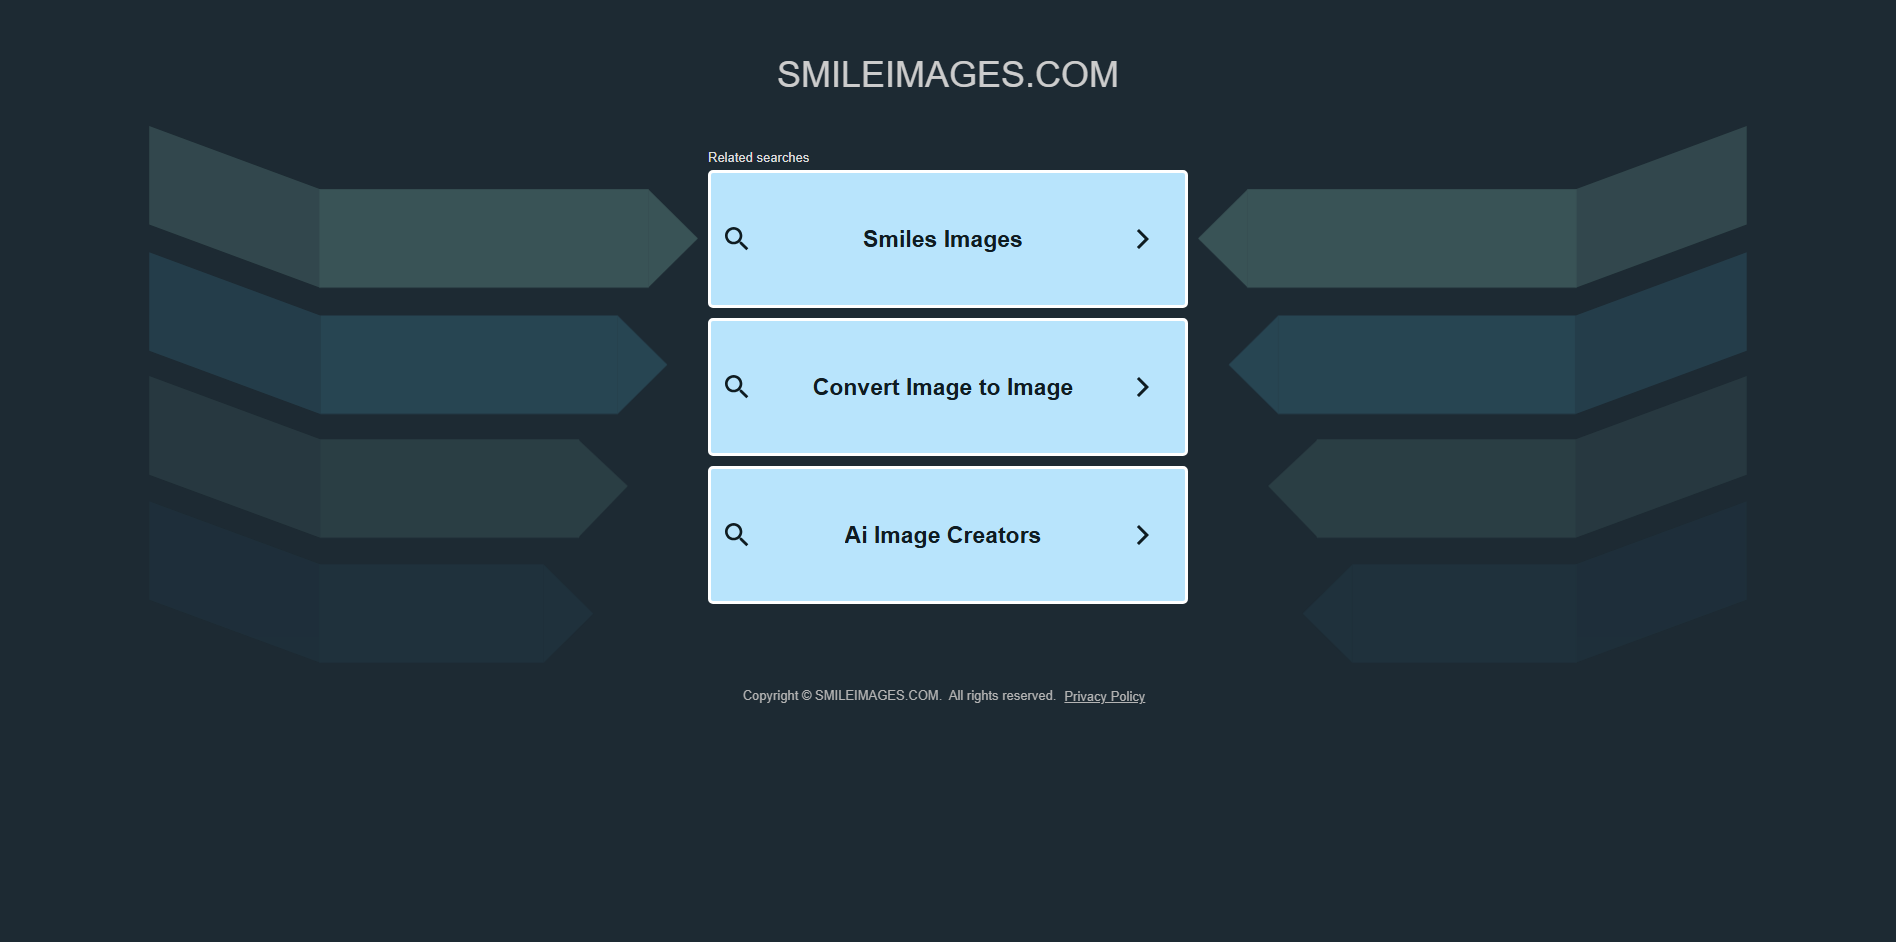 SMILEIMAGES.COM
Related searches
Smiles Images
Convert Image to Image
Ai Image Creators
Copyright © SMILEIMAGES.COM. All rights reserved. Privacy Policy